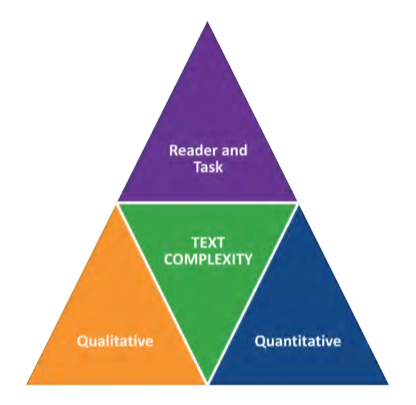 Reader and
Task
TEXT
COMPLEXITY
Qualitative
Quantitative